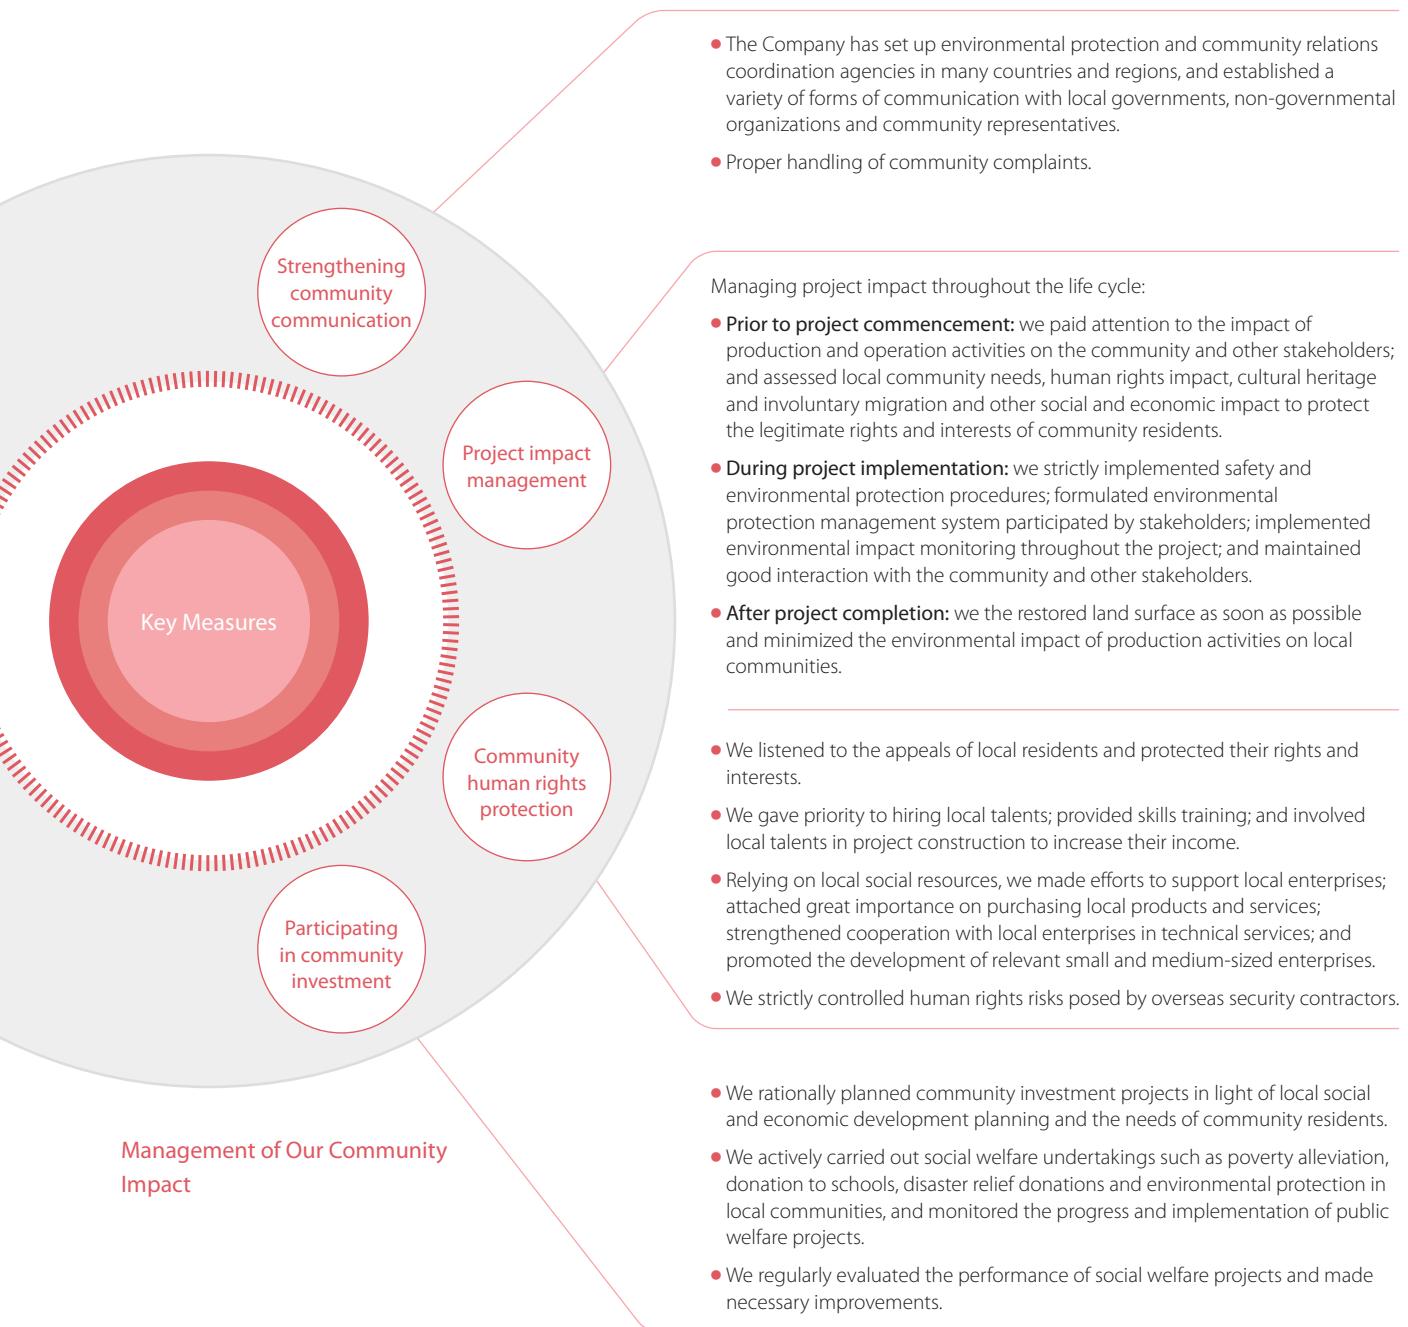 The Company has set up environmental protection and community relations
coordination agencies in many countries and regions, and established a
variety of forms of communication with local governments, non-governmental
organizations and community representatives.
Proper handling of community complaints.
Strengthening
community
communication
Managing project impact throughout the life cycle:
Prior to project commencement: we paid attention to the impact of
production and operation activities on the community and other stakeholders;
and assessed local community needs, human rights impact, cultural heritage
and involuntary migration and other social and economic impact to protect
the legitimate rights and interests of community residents.
During project implementation: we strictly implemented safety and
environmental protection procedures; formulated environmental
protection management system participated by stakeholders; implemented
environmental impact monitoring throughout the project; and maintained
good interaction with the community and other stakeholders.
After project completion: we the restored land surface as soon as possible
and minimized the environmental impact of production activities on local
communities.
Project impact
management
Key Measures
Community
human rights
protection
We listened to the appeals of local residents and protected their rights and
interests.
We gave priority to hiring local talents; provided skills training; and involved
local talents in project construction to increase their income.
Relying on local social resources, we made efforts to support local enterprises;
attached great importance on purchasing local products and services;
strengthened cooperation with local enterprises in technical services; and
promoted the development of relevant small and medium-sized enterprises.
We strictly controlled human rights risks posed by overseas security contractors.
Participating
in community
investment
We rationally planned community investment projects in light of local social
and economic development planning and the needs of community residents.
We actively carried out social welfare undertakings such as poverty alleviation,
donation to schools, disaster relief donations and environmental protection in
local communities, and monitored the progress and implementation of public
welfare projects.
We regularly evaluated the performance of social welfare projects and made
necessary improvements.
Management of Our Community
Impact